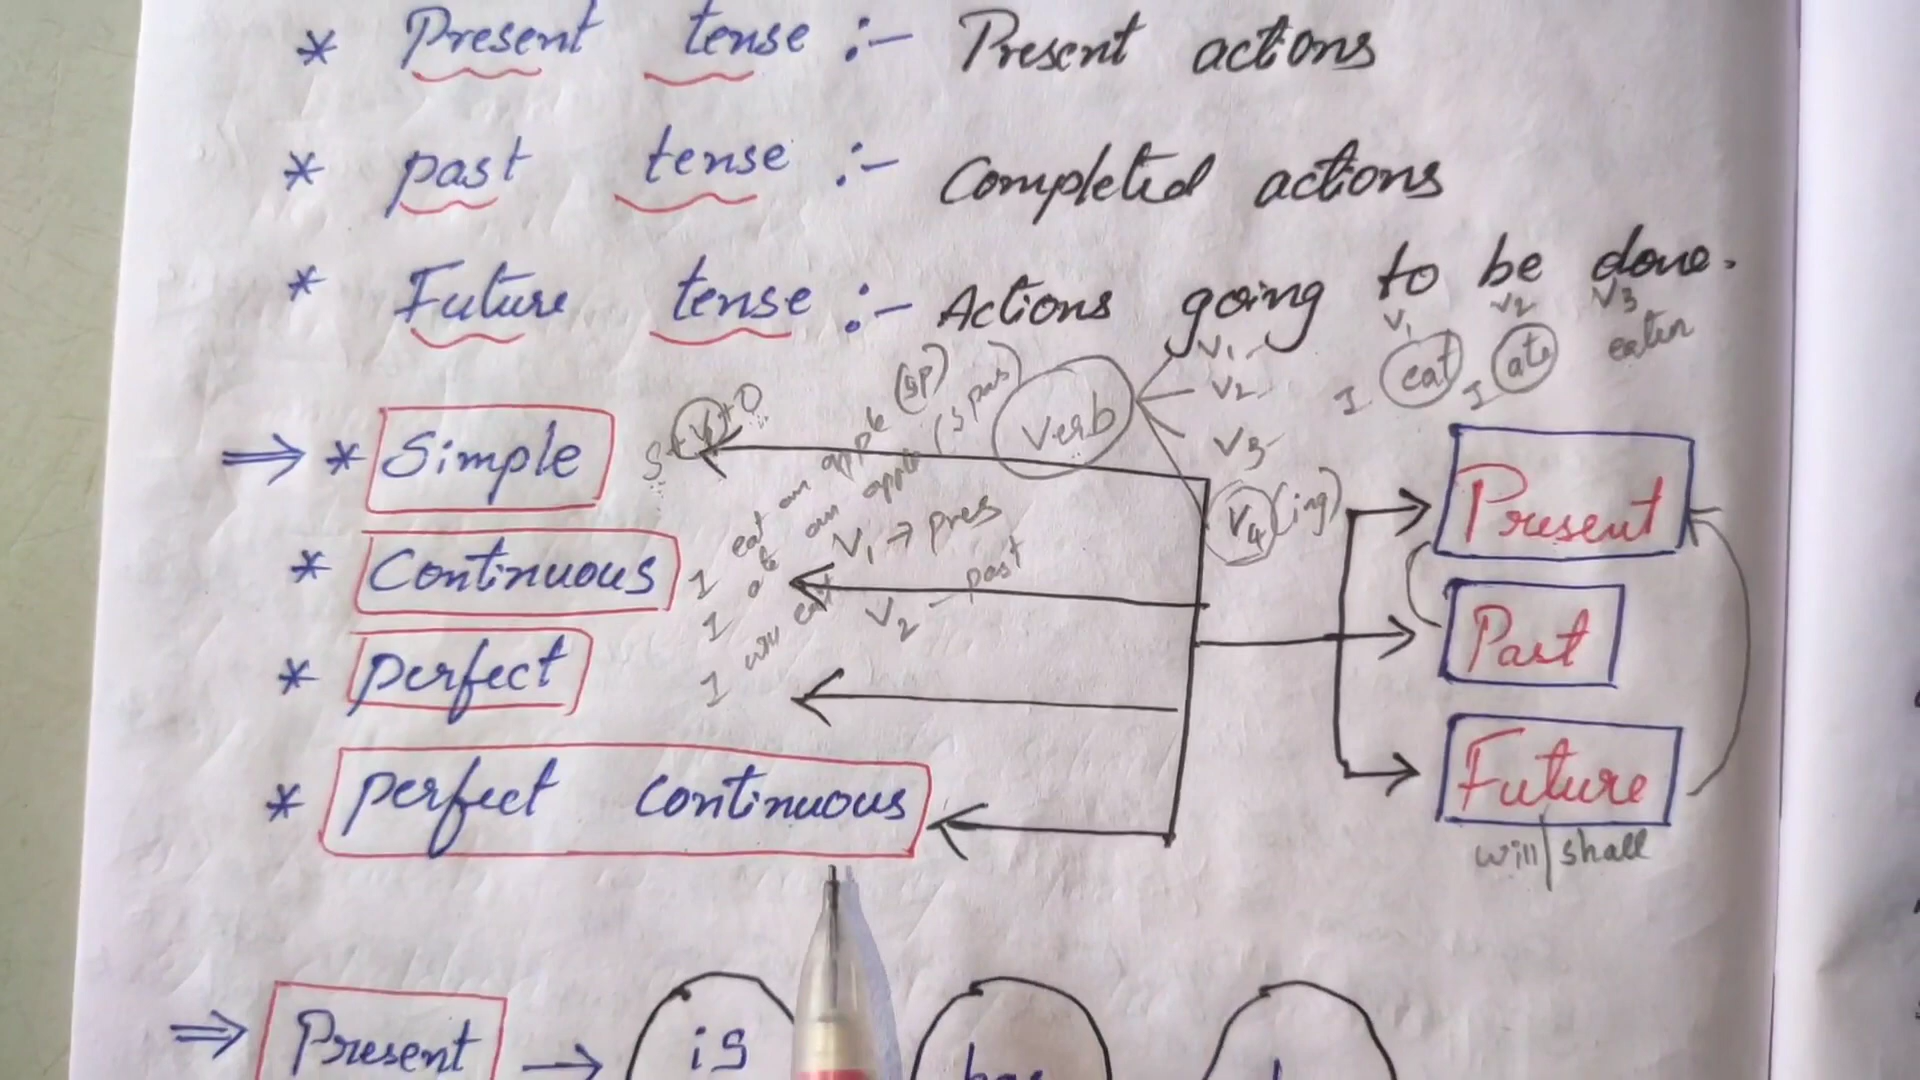 * Present tense :- Present actions
* past tense :- Completed actions
* Future tense :- Actions going to be done.
V1 V2 V3
I eat I ate eaten
Verb
V1
V2
V3
V4 (ing)
⇒ * Simple
S+V+O
I eat an apple (sp)
I ate an apple (s pas)
I will eat
V1 → pres
V2 - past
* Continuous
* perfect
* perfect continuous
Present
Past
Future
will/shall
⇒ Present → is